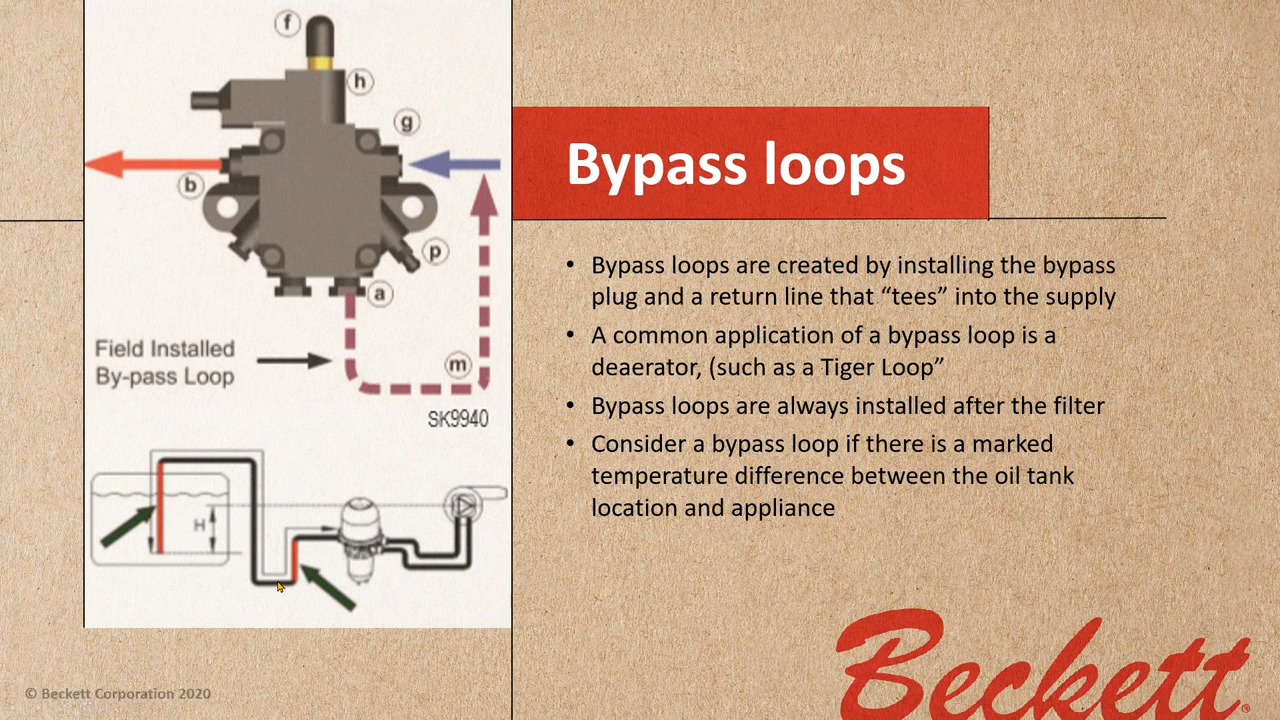 f
h
g
b
p
a
Field Installed
By-pass Loop
m
SK9940
H
Bypass loops
• Bypass loops are created by installing the bypass
plug and a return line that “tees” into the supply
• A common application of a bypass loop is a
deaerator, (such as a Tiger Loop”
• Bypass loops are always installed after the filter
• Consider a bypass loop if there is a marked
temperature difference between the oil tank
location and appliance
© Beckett Corporation 2020
Beckett®